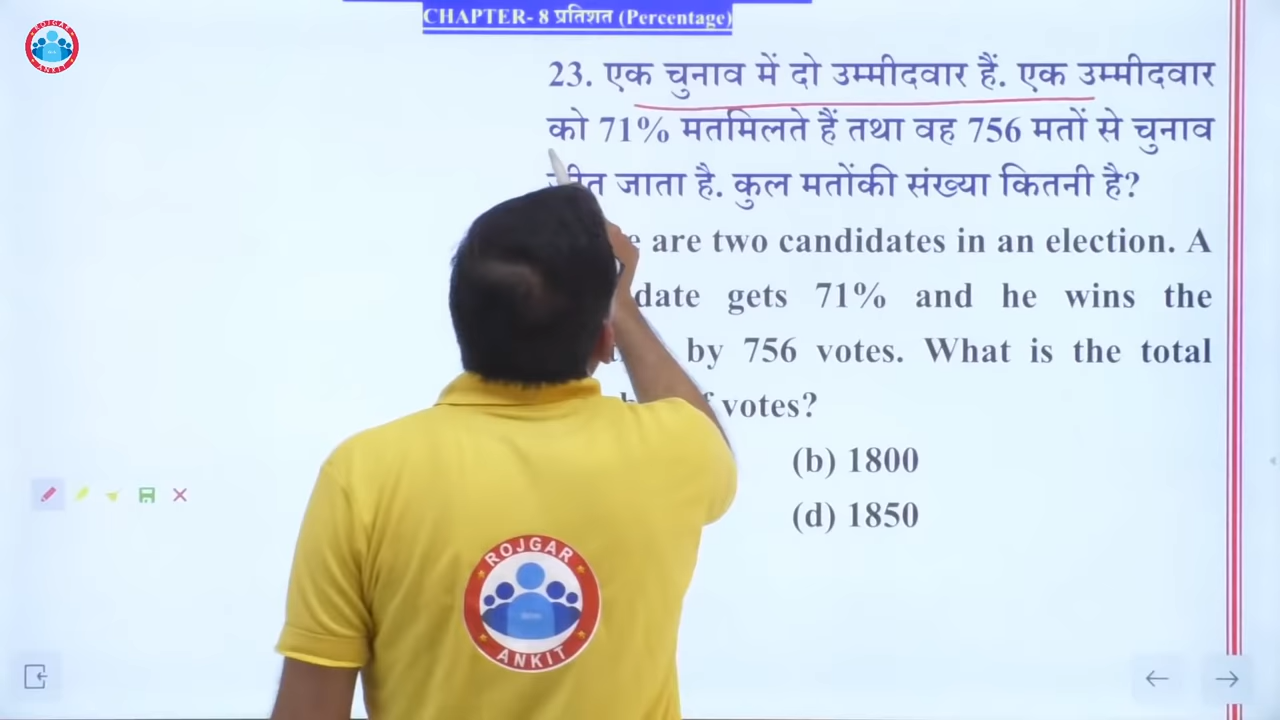 CHAPTER- 8 प्रतिशत (Percentage)
ROJGAR
ANKIT
23. एक चुनाव में दो उम्मीदवार हैं. एक उम्मीदवार
को 71% मतमिलते हैं तथा वह 756 मतों से चुनाव
जाता है. कुल मतोंकी संख्या कितनी है?
are two candidates in an election. A
gets 71% and he wins the
by 756 votes. What is the total
votes?
(b) 1800
(d) 1850
ROJGAR
ANKIT